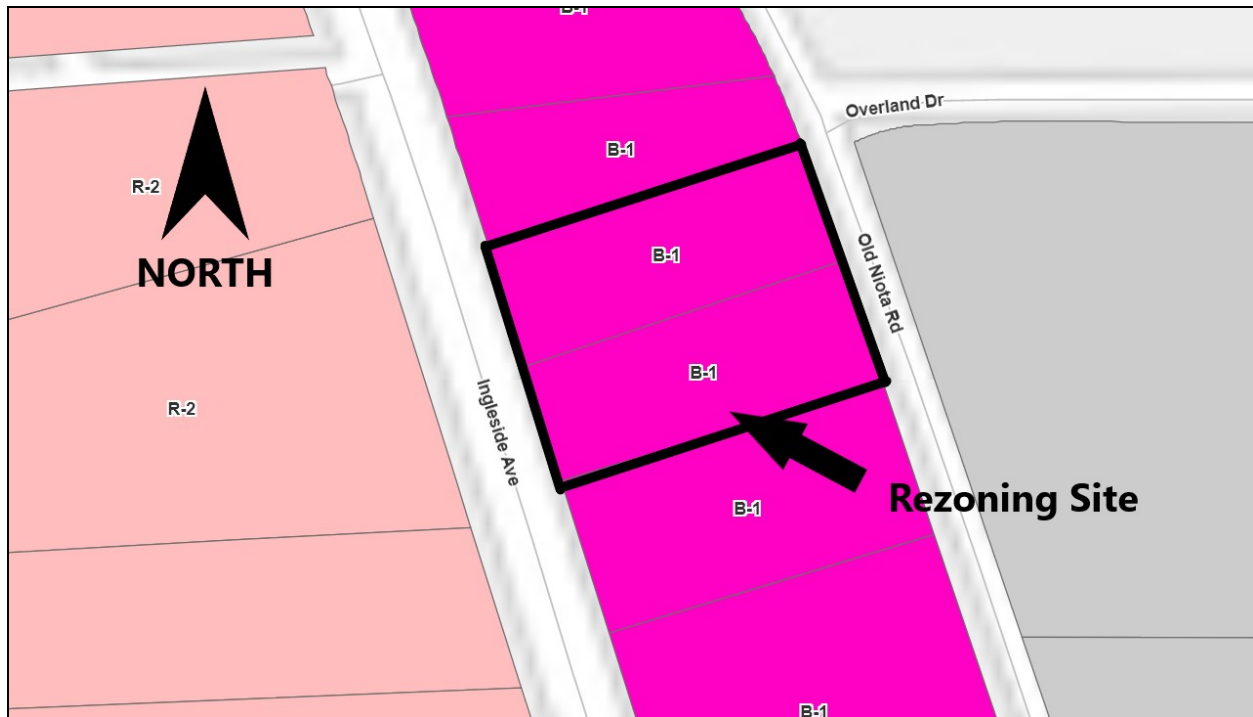 B-1
Overland Dr
B-1
R-2
B-1
NORTH
Old Niota Rd
B-1
R-2
Ingleside Ave
Rezoning Site
B-1
B-1